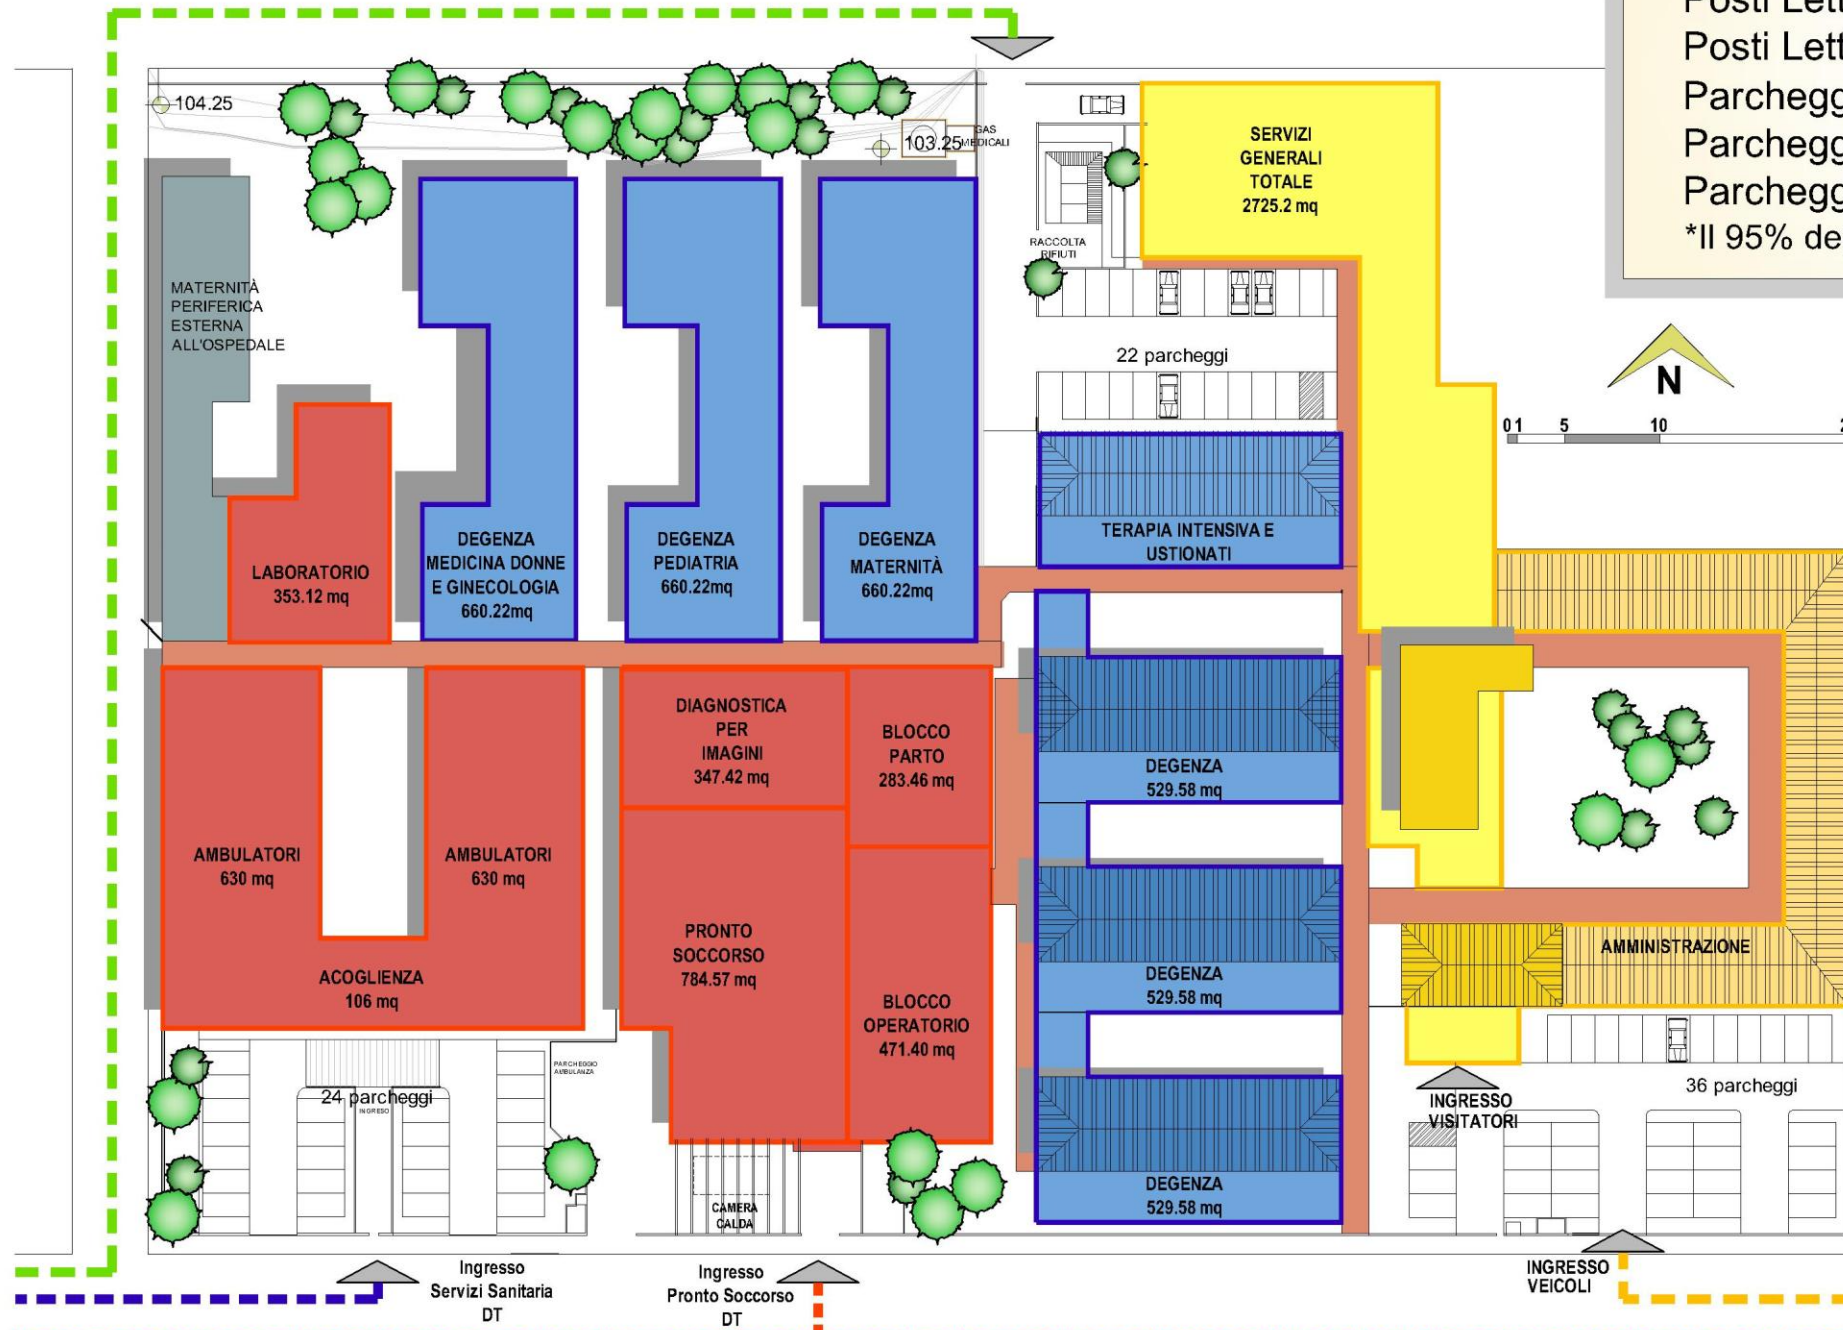 Posti Lett
Posti Lett
Parchegg
Parchegg
Parchegg
*Il 95% de
104.25
103.25
GAS
MEDICALI
SERVIZI
GENERALI
TOTALE
2725.2 mq
RACCOLTA
RIFIUTI
MATERNITÀ
PERIFERICA
ESTERNA
ALL'OSPEDALE
22 parcheggi
N
0 1 5 10 2
LABORATORIO
353.12 mq
DEGENZA
MEDICINA DONNE
E GINECOLOGIA
660.22mq
DEGENZA
PEDIATRIA
660.22mq
DEGENZA
MATERNITÀ
660.22mq
TERAPIA INTENSIVA E
USTIONATI
DIAGNOSTICA
PER
IMAGINI
347.42 mq
BLOCCO
PARTO
283.46 mq
DEGENZA
529.58 mq
AMBULATORI
630 mq
AMBULATORI
630 mq
PRONTO
SOCCORSO
784.57 mq
ACOGLIENZA
106 mq
BLOCCO
OPERATORIO
471.40 mq
DEGENZA
529.58 mq
AMMINISTRAZIONE
PARCHEGGIO
AMBULANZA
24 parcheggi
INGRESO
INGRESSO
VISITATORI
36 parcheggi
DEGENZA
529.58 mq
CAMERA
CALDA
Ingresso
Servizi Sanitaria
DT
Ingresso
Pronto Soccorso
DT
INGRESSO
VEICOLI